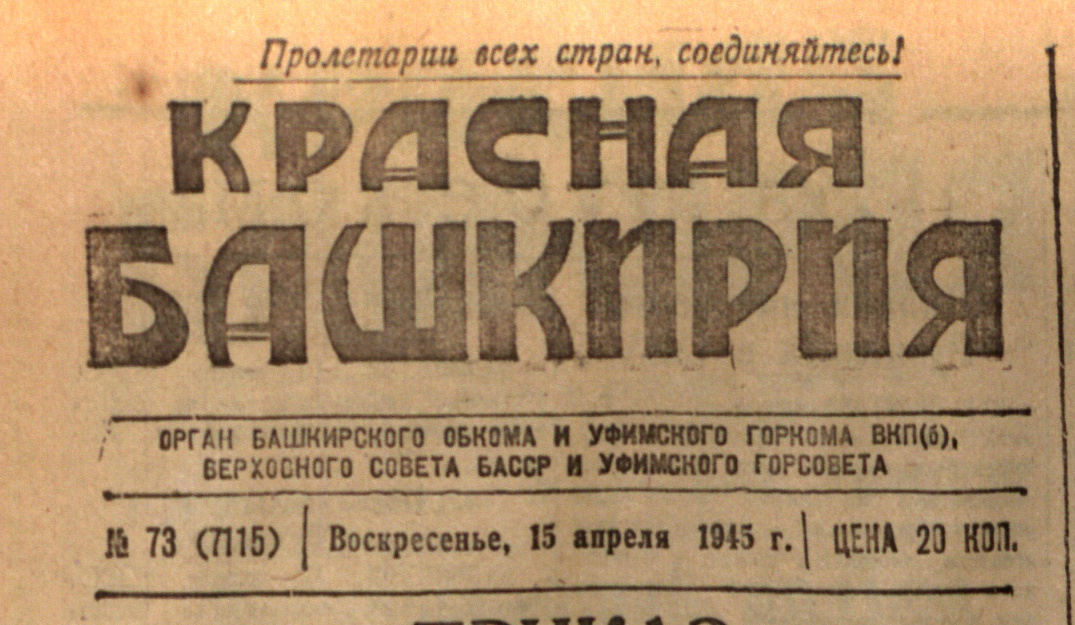 Пролетарии всех стран, соединяйтесь!
КРАСНАЯ
БАШКИРИЯ
ОРГАН БАШКИРСКОГО ОБКОМА И УФИМСКОГО ГОРКОМА ВКП(б),
ВЕРХОВНОГО СОВЕТА БАССР И УФИМСКОГО ГОРСОВЕТА
№ 73 (7115) Воскресенье, 15 апреля 1945 г. ЦЕНА 20 КОП.